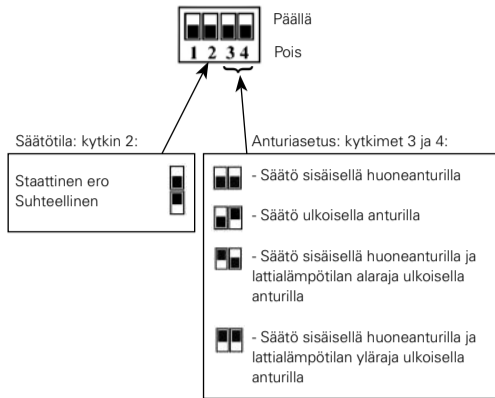 Päällä
1 2 3 4
Pois
Säätötila: kytkin 2:
Staattinen ero
Suhteellinen
Anturiasetus: kytkimet 3 ja 4:
- Säätö sisäisellä huoneanturilla
- Säätö ulkoisella anturilla
- Säätö sisäisellä huoneanturilla ja
lattialämpötilan alaraja ulkoisella
anturilla
- Säätö sisäisellä huoneanturilla ja
lattialämpötilan yläraja ulkoisella
anturilla